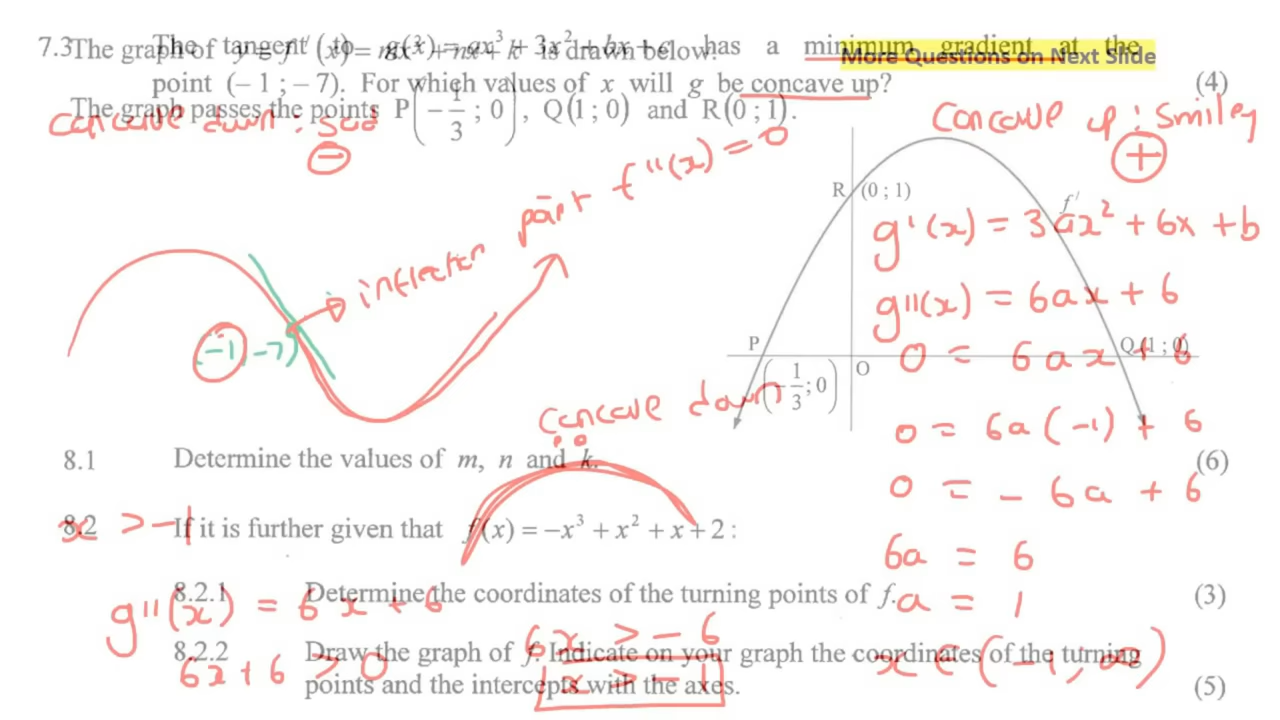 7.3 The tangent to g(x) = ax³ + 3x² + bx + c has a minimum gradient at the
The graph of y = f′(x) = mx² + nx + k is drawn below.
More Questions on Next Slide
point (– 1 ; – 7). For which values of x will g be concave up? (4)
The graph passes the points P(–1/3 ; 0), Q(1 ; 0) and R(0 ; 1).
concave down : sad
–
concave up : smiley
+
inflection point f''(x) = 0
(-1, -7)
R (0 ; 1)
f′
P
(–1/3 ; 0)
O
Q (1 ; 0)
g'(x) = 3ax² + 6x + b
g''(x) = 6ax + 6
0 = 6ax + 6
0 = 6a(-1) + 6
0 = - 6a + 6
6a = 6
a = 1
concave down
8.1 Determine the values of m, n and k. (6)
x > -1
8.2 If it is further given that f(x) = –x³ + x² + x + 2 :
8.2.1 Determine the coordinates of the turning points of f. (3)
g''(x) = 6x + 6
8.2.2 Draw the graph of f. Indicate on your graph the coordinates of the turning
points and the intercepts with the axes. (5)
6x + 6 > 0
6x > - 6
x > - 1
x ∈ (-1, ∞)